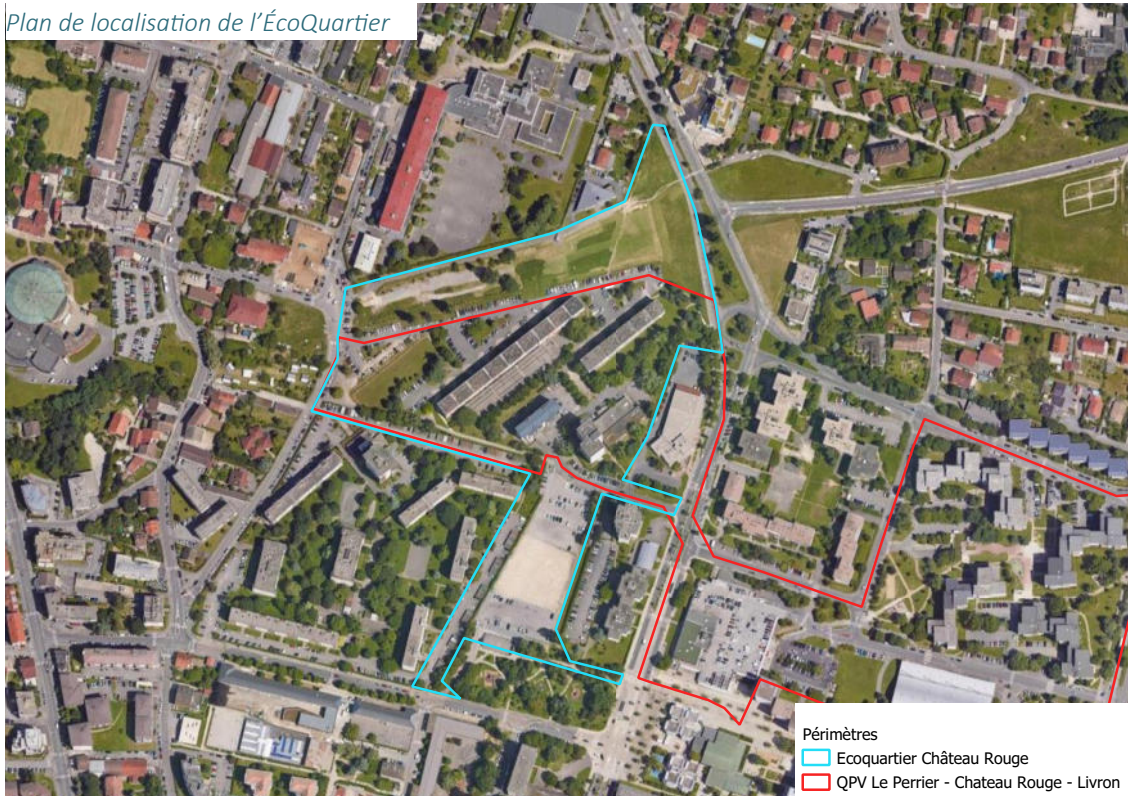 Plan de localisation de l'ÉcoQuartier
Périmètres
Ecoquartier Château Rouge
QPV Le Perrier - Chateau Rouge - Livron